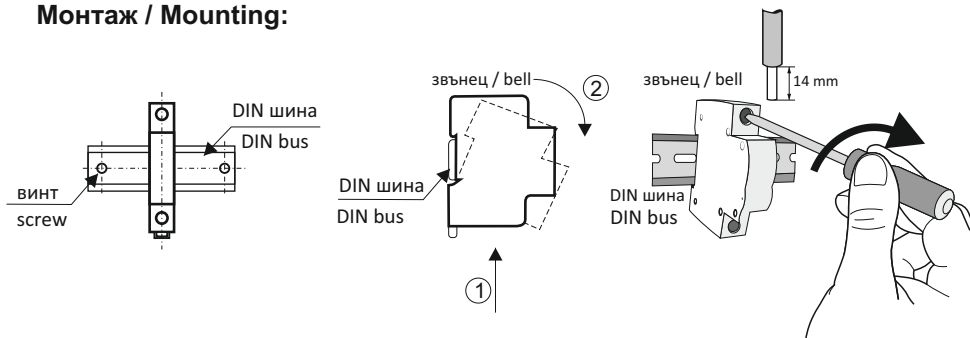 Монтаж / Mounting:
DIN шина
DIN bus
винт
screw
звънец / bell
2
DIN шина
DIN bus
1
14 mm
звънец / bell
DIN шина
DIN bus